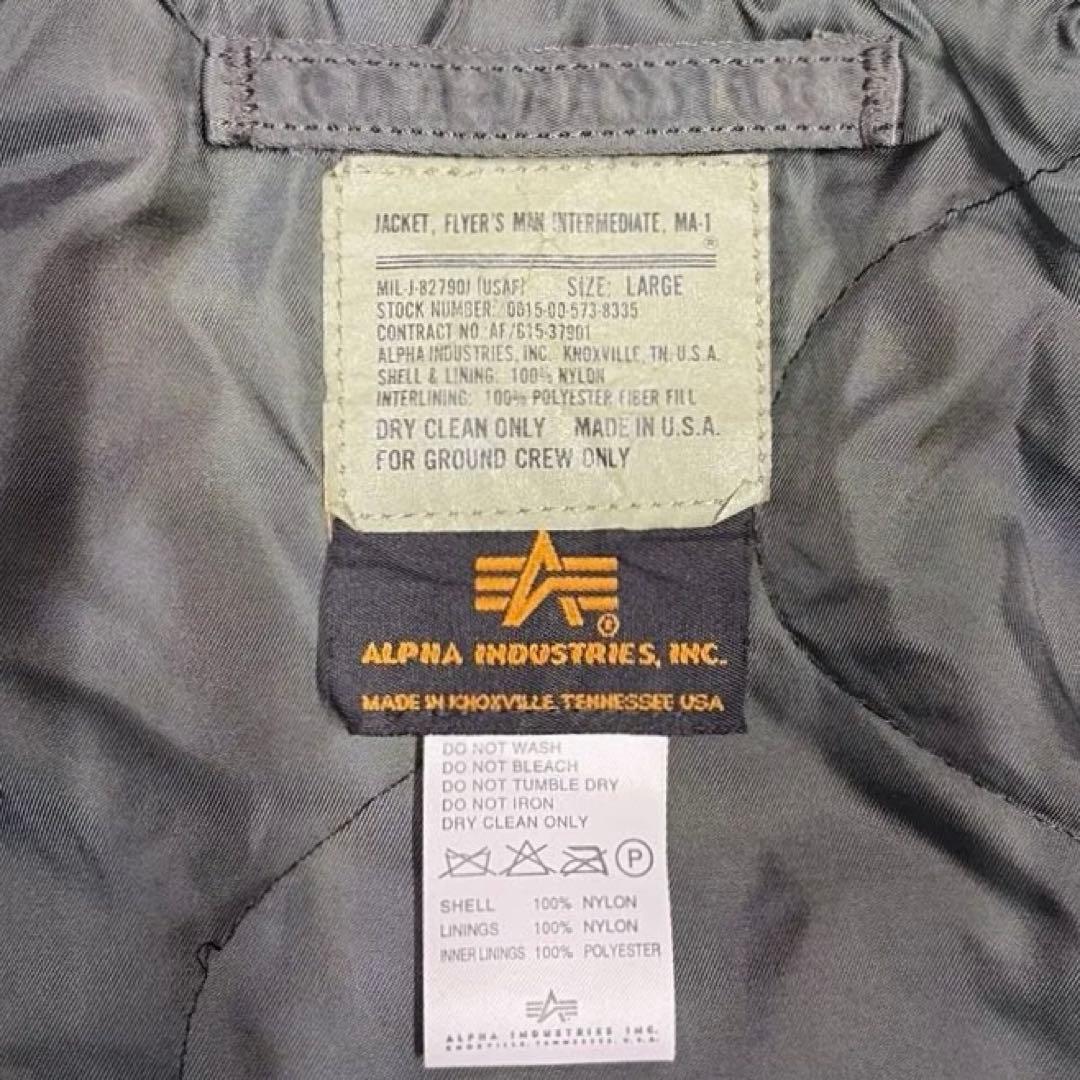 JACKET, FLYER'S MAN INTERMEDIATE, MA-1
®
MIL-J-8279OJ (USAF) SIZE: LARGE
STOCK NUMBER: 0615-00-573-8335
CONTRACT NO. AF/615-37901
ALPHA INDUSTRIES, INC. KNOXVILLE, TN. U.S.A.
SHELL & LINING: 100% NYLON
INTERLINING: 100% POLYESTER FIBER FILL
DRY CLEAN ONLY MADE IN U.S.A.
FOR GROUND CREW ONLY
®
ALPHA INDUSTRIES, INC.
MADE IN KNOXVILLE TENNESSEE USA
DO NOT WASH
DO NOT BLEACH
DO NOT TUMBLE DRY
DO NOT IRON
DRY CLEAN ONLY
P
SHELL 100% NYLON
LININGS 100% NYLON
INNER LININGS 100% POLYESTER
ALPHA INDUSTRIES INC.
KNOXVILLE, TENNESSEE, U.S.A.